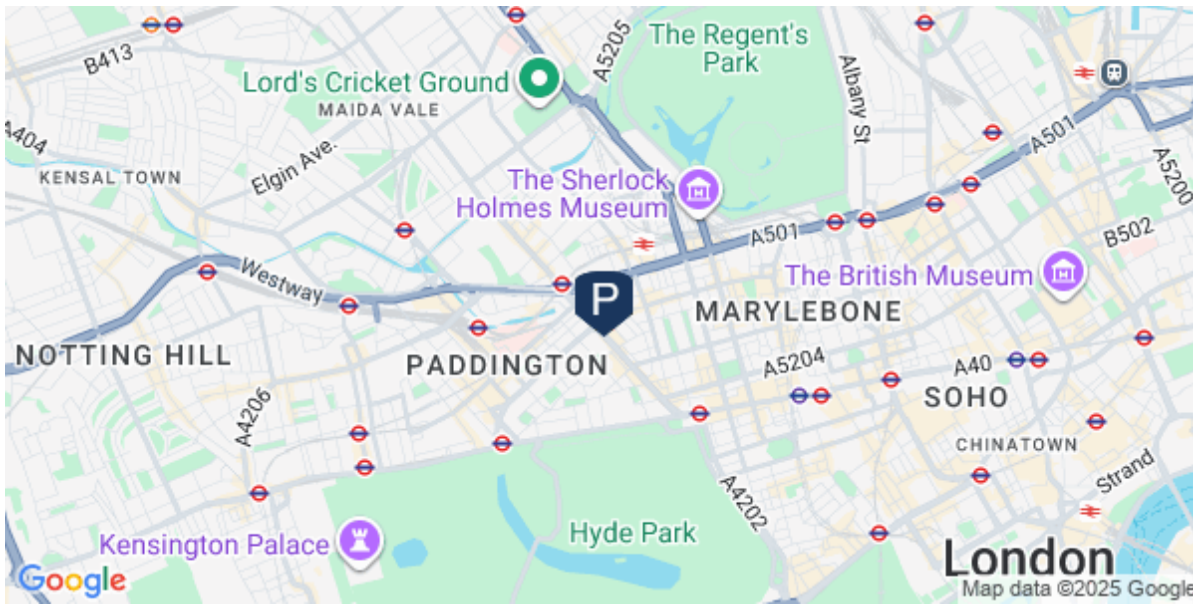 B413
A5205
The Regent's
Park
Lord's Cricket Ground
MAIDA VALE
Albany St
A501
A404
Elgin Ave.
KENSAL TOWN
A5200
The Sherlock
Holmes Museum
A501
B502
Westway
The British Museum
P
MARYLEBONE
NOTTING HILL
PADDINGTON
A5204
A40
SOHO
A4206
CHINATOWN
Strand
A4202
Hyde Park
Kensington Palace
London
Google
Map data ©2025 Google